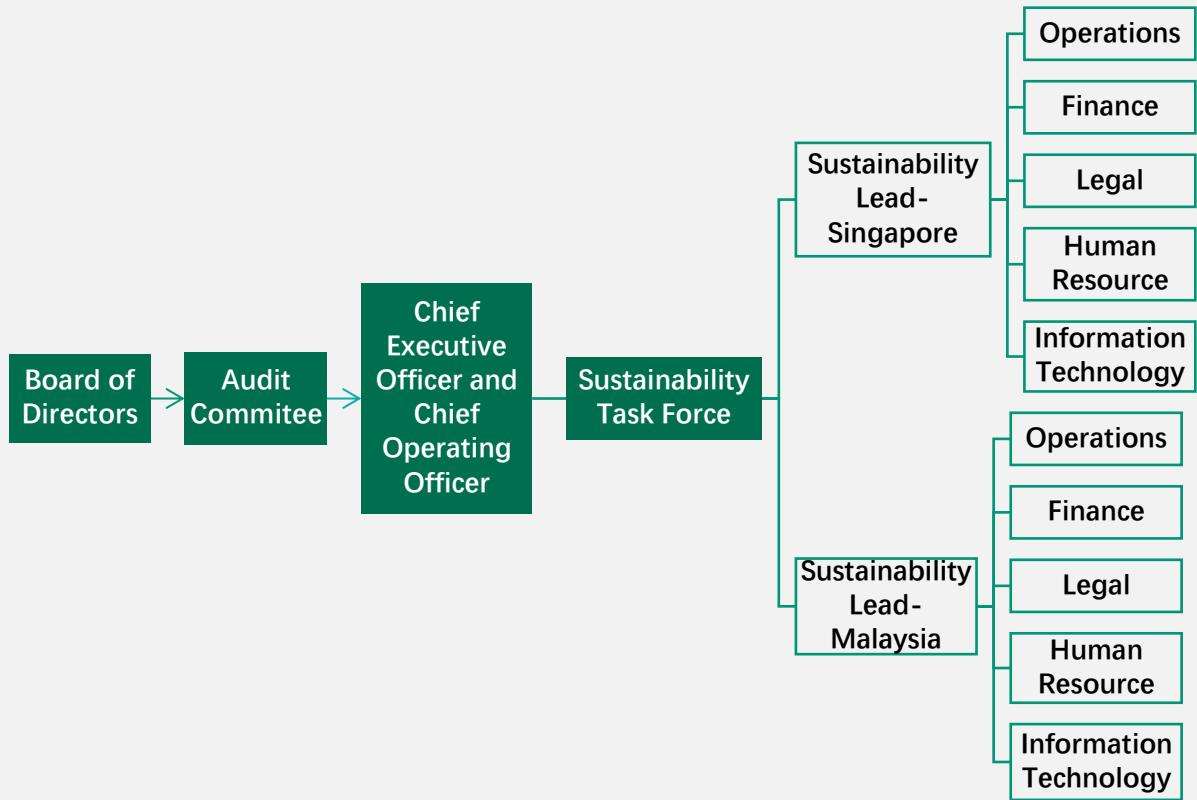 Board of
Directors
Audit
Commitee
Chief
Executive
Officer and
Chief
Operating
Officer
Sustainability
Task Force
Sustainability
Lead-
Singapore
Operations
Finance
Legal
Human
Resource
Information
Technology
Sustainability
Lead-
Malaysia
Operations
Finance
Legal
Human
Resource
Information
Technology